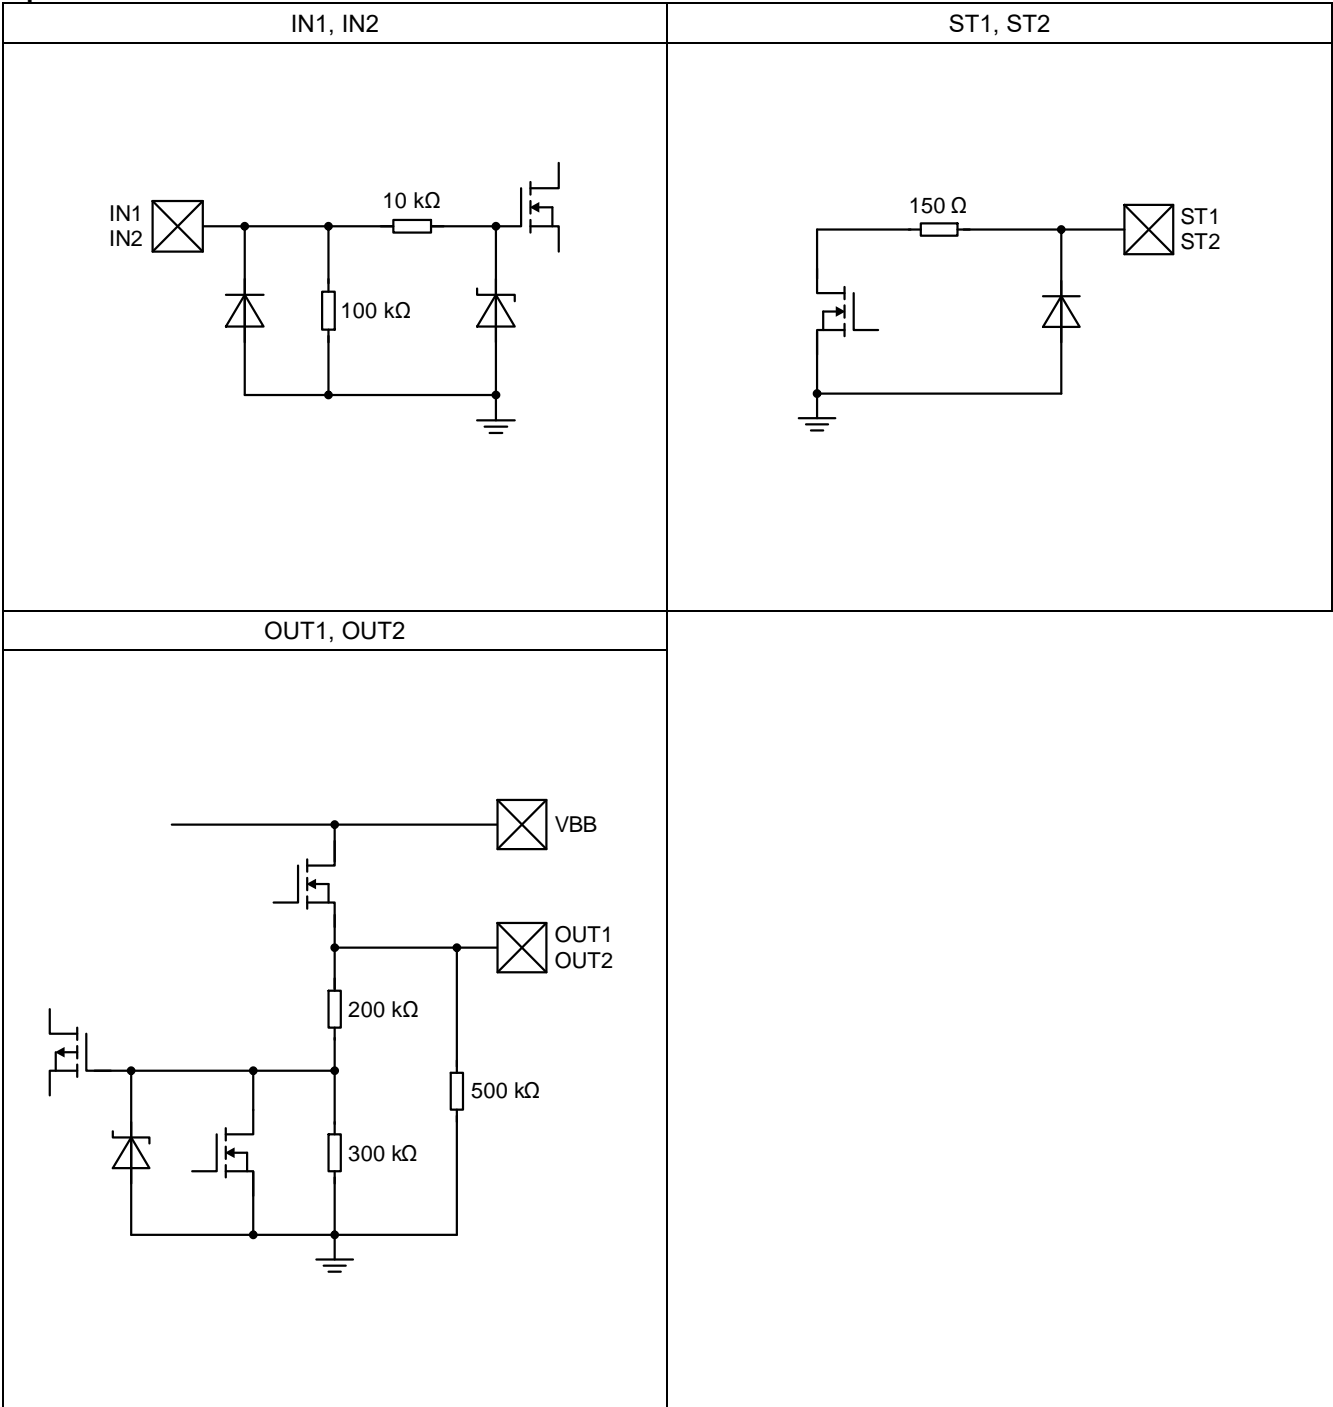 IN1, IN2
ST1, ST2
IN1
IN2
10 kΩ
100 kΩ
150 Ω
ST1
ST2
OUT1, OUT2
VBB
OUT1
OUT2
200 kΩ
500 kΩ
300 kΩ